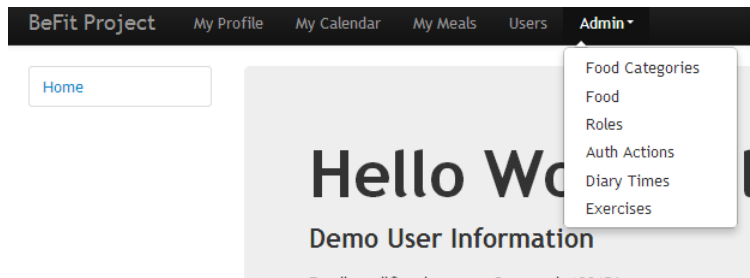 BeFit Project My Profile My Calendar My Meals Users Admin
Food Categories
Home
Food
Roles
Auth Actions
Hello
Diary Times
Exercises
Demo User Information